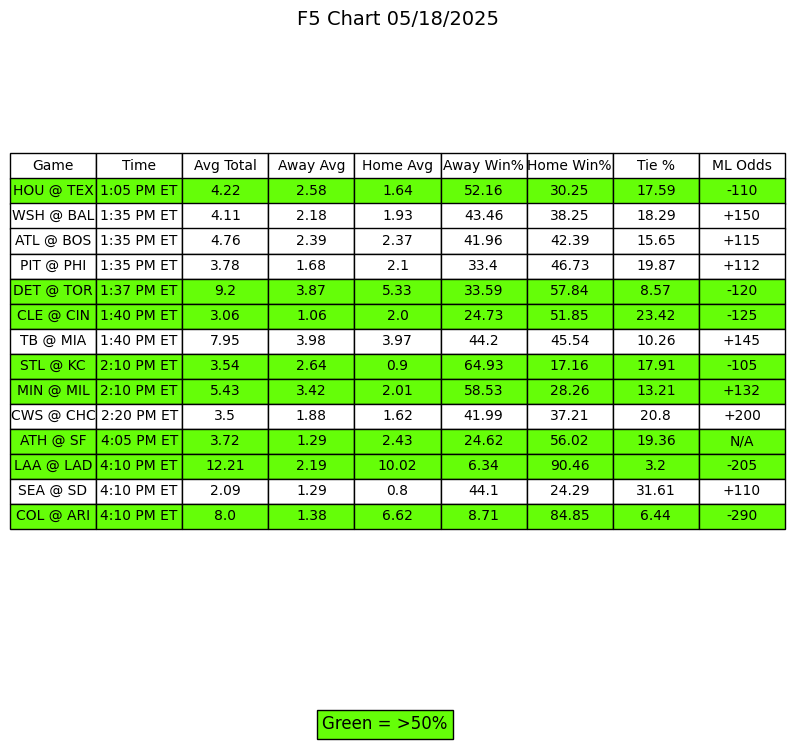 F5 Chart 05/18/2025
Game Time Avg Total Away Avg Home Avg Away Win% Home Win% Tie % ML Odds
HOU @ TEX 1:05 PM ET 4.22 2.58 1.64 52.16 30.25 17.59 -110
WSH @ BAL 1:35 PM ET 4.11 2.18 1.93 43.46 38.25 18.29 +150
ATL @ BOS 1:35 PM ET 4.76 2.39 2.37 41.96 42.39 15.65 +115
PIT @ PHI 1:35 PM ET 3.78 1.68 2.1 33.4 46.73 19.87 +112
DET @ TOR 1:37 PM ET 9.2 3.87 5.33 33.59 57.84 8.57 -120
CLE @ CIN 1:40 PM ET 3.06 1.06 2.0 24.73 51.85 23.42 -125
TB @ MIA 1:40 PM ET 7.95 3.98 3.97 44.2 45.54 10.26 +145
STL @ KC 2:10 PM ET 3.54 2.64 0.9 64.93 17.16 17.91 -105
MIN @ MIL 2:10 PM ET 5.43 3.42 2.01 58.53 28.26 13.21 +132
CWS @ CHC 2:20 PM ET 3.5 1.88 1.62 41.99 37.21 20.8 +200
ATH @ SF 4:05 PM ET 3.72 1.29 2.43 24.62 56.02 19.36 N/A
LAA @ LAD 4:10 PM ET 12.21 2.19 10.02 6.34 90.46 3.2 -205
SEA @ SD 4:10 PM ET 2.09 1.29 0.8 44.1 24.29 31.61 +110
COL @ ARI 4:10 PM ET 8.0 1.38 6.62 8.71 84.85 6.44 -290
Green = >50%